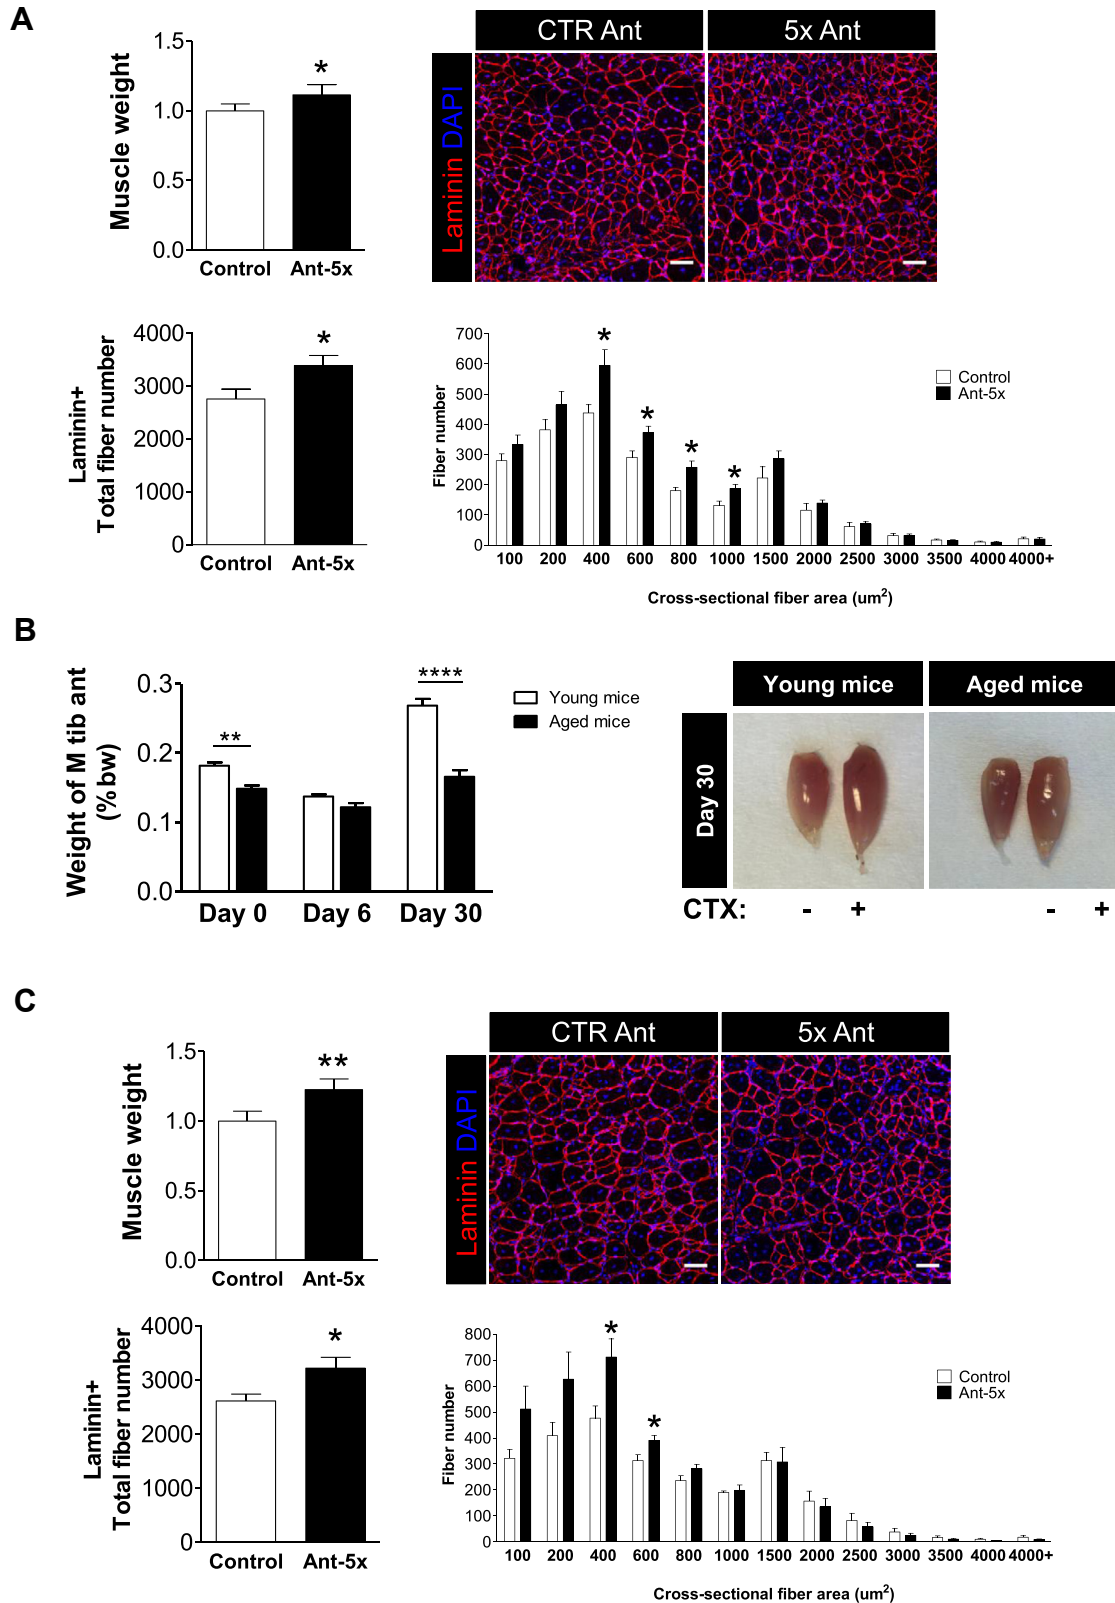 A
1.5
1.0
0.5
0.0
Muscle weight
*
Control Ant-5x
CTR Ant
5x Ant
Laminin DAPI
4000
3000
2000
1000
0
Laminin+
Total fiber number
*
Control Ant-5x
700
600
500
400
300
200
100
0
Fiber number
* * * * *
Control
Ant-5x
100 200 400 600 800 1000 1500 2000 2500 3000 3500 4000 4000+
Cross-sectional fiber area (um²)
B
0.3
0.2
0.1
0.0
Weight of M tib ant
(% bw)
**
****
Young mice
Aged mice
Day 0 Day 6 Day 30
Young mice
Aged mice
Day 30
CTX: - + - +
C
1.5
1.0
0.5
0.0
Muscle weight
**
Control Ant-5x
CTR Ant
5x Ant
Laminin DAPI
4000
3000
2000
1000
0
Laminin+
Total fiber number
*
Control Ant-5x
800
700
600
500
400
300
200
100
0
Fiber number
* *
Control
Ant-5x
100 200 400 600 800 1000 1500 2000 2500 3000 3500 4000 4000+
Cross-sectional fiber area (um²)